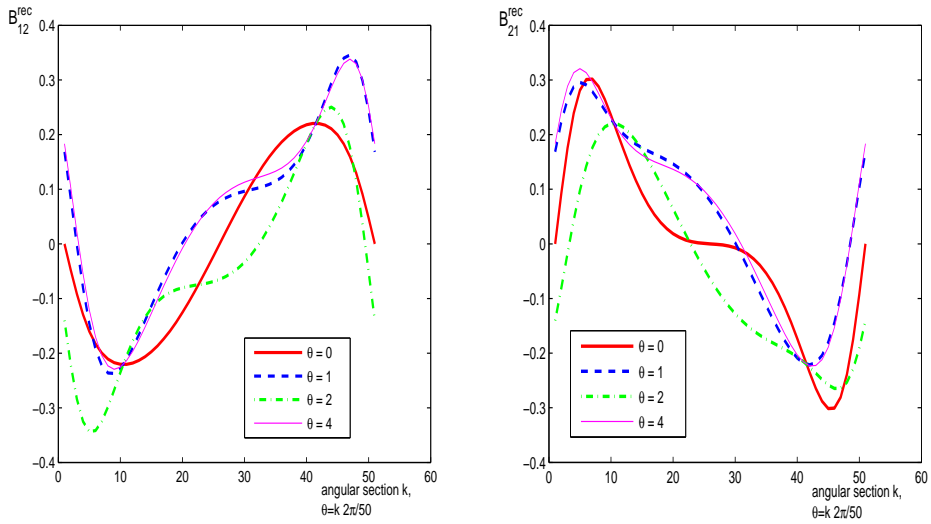 B12rec
0.4
0.3
0.2
0.1
0
−0.1
−0.2
−0.3
−0.4
0 10 20 30 40 50 60
angular section k,
θ=k 2π/50
θ = 0
θ = 1
θ = 2
θ = 4
B21rec
0.4
0.3
0.2
0.1
0
−0.1
−0.2
−0.3
−0.4
0 10 20 30 40 50 60
angular section k,
θ=k 2π/50
θ = 0
θ = 1
θ = 2
θ = 4